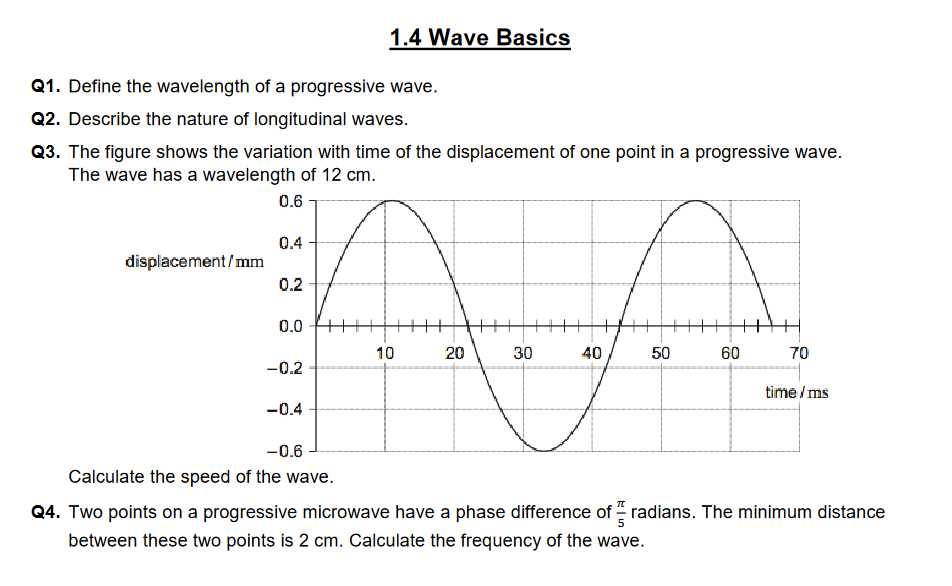 1.4 Wave Basics
Q1. Define the wavelength of a progressive wave.
Q2. Describe the nature of longitudinal waves.
Q3. The figure shows the variation with time of the displacement of one point in a progressive wave.
The wave has a wavelength of 12 cm.
0.6
0.4
displacement/mm
0.2
0.0
10 20 30 40 50 60 70
−0.2
time/ms
−0.4
−0.6
Calculate the speed of the wave.
Q4. Two points on a progressive microwave have a phase difference of π/5 radians. The minimum distance
between these two points is 2 cm. Calculate the frequency of the wave.